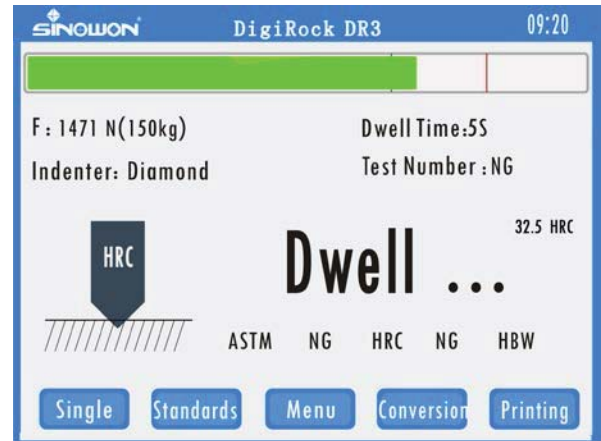 SINOWON DigiRock DR3 09:20
F: 1471 N(150kg) Dwell Time:5S
Indenter: Diamond Test Number :NG
32.5 HRC
HRC Dwell ...
ASTM NG HRC NG HBW
Single Standards Menu Conversion Printing